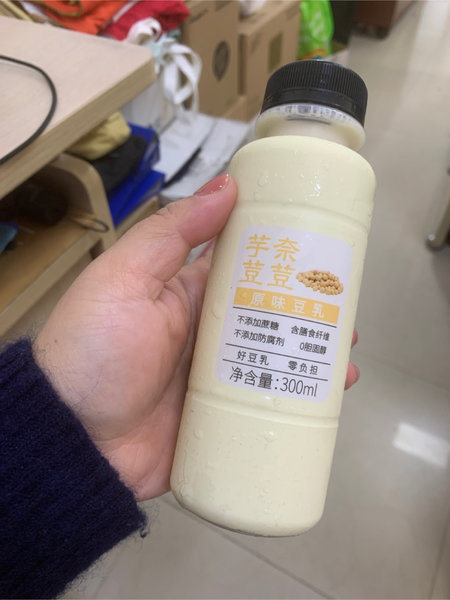 芋奈
荳荳
原味豆乳
不添加蔗糖 含膳食纤维
不添加防腐剂 0胆固醇
好豆乳 零负担
净含量:300ml